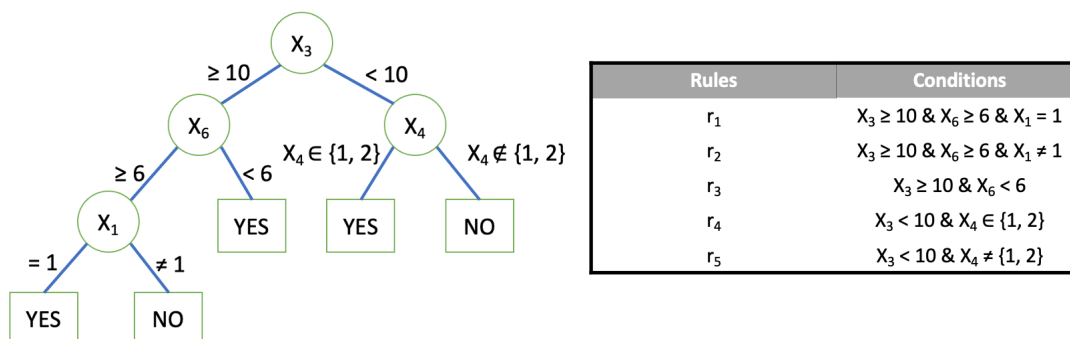 X₃
≥ 10
< 10
X₆
X₄
X₄ ∈ {1, 2}
X₄ ∉ {1, 2}
≥ 6
< 6
X₁
YES
YES
NO
= 1
≠ 1
YES
NO
Rules Conditions
r₁ X₃ ≥ 10 & X₆ ≥ 6 & X₁ = 1
r₂ X₃ ≥ 10 & X₆ ≥ 6 & X₁ ≠ 1
r₃ X₃ ≥ 10 & X₆ < 6
r₄ X₃ < 10 & X₄ ∈ {1, 2}
r₅ X₃ < 10 & X₄ ≠ {1, 2}